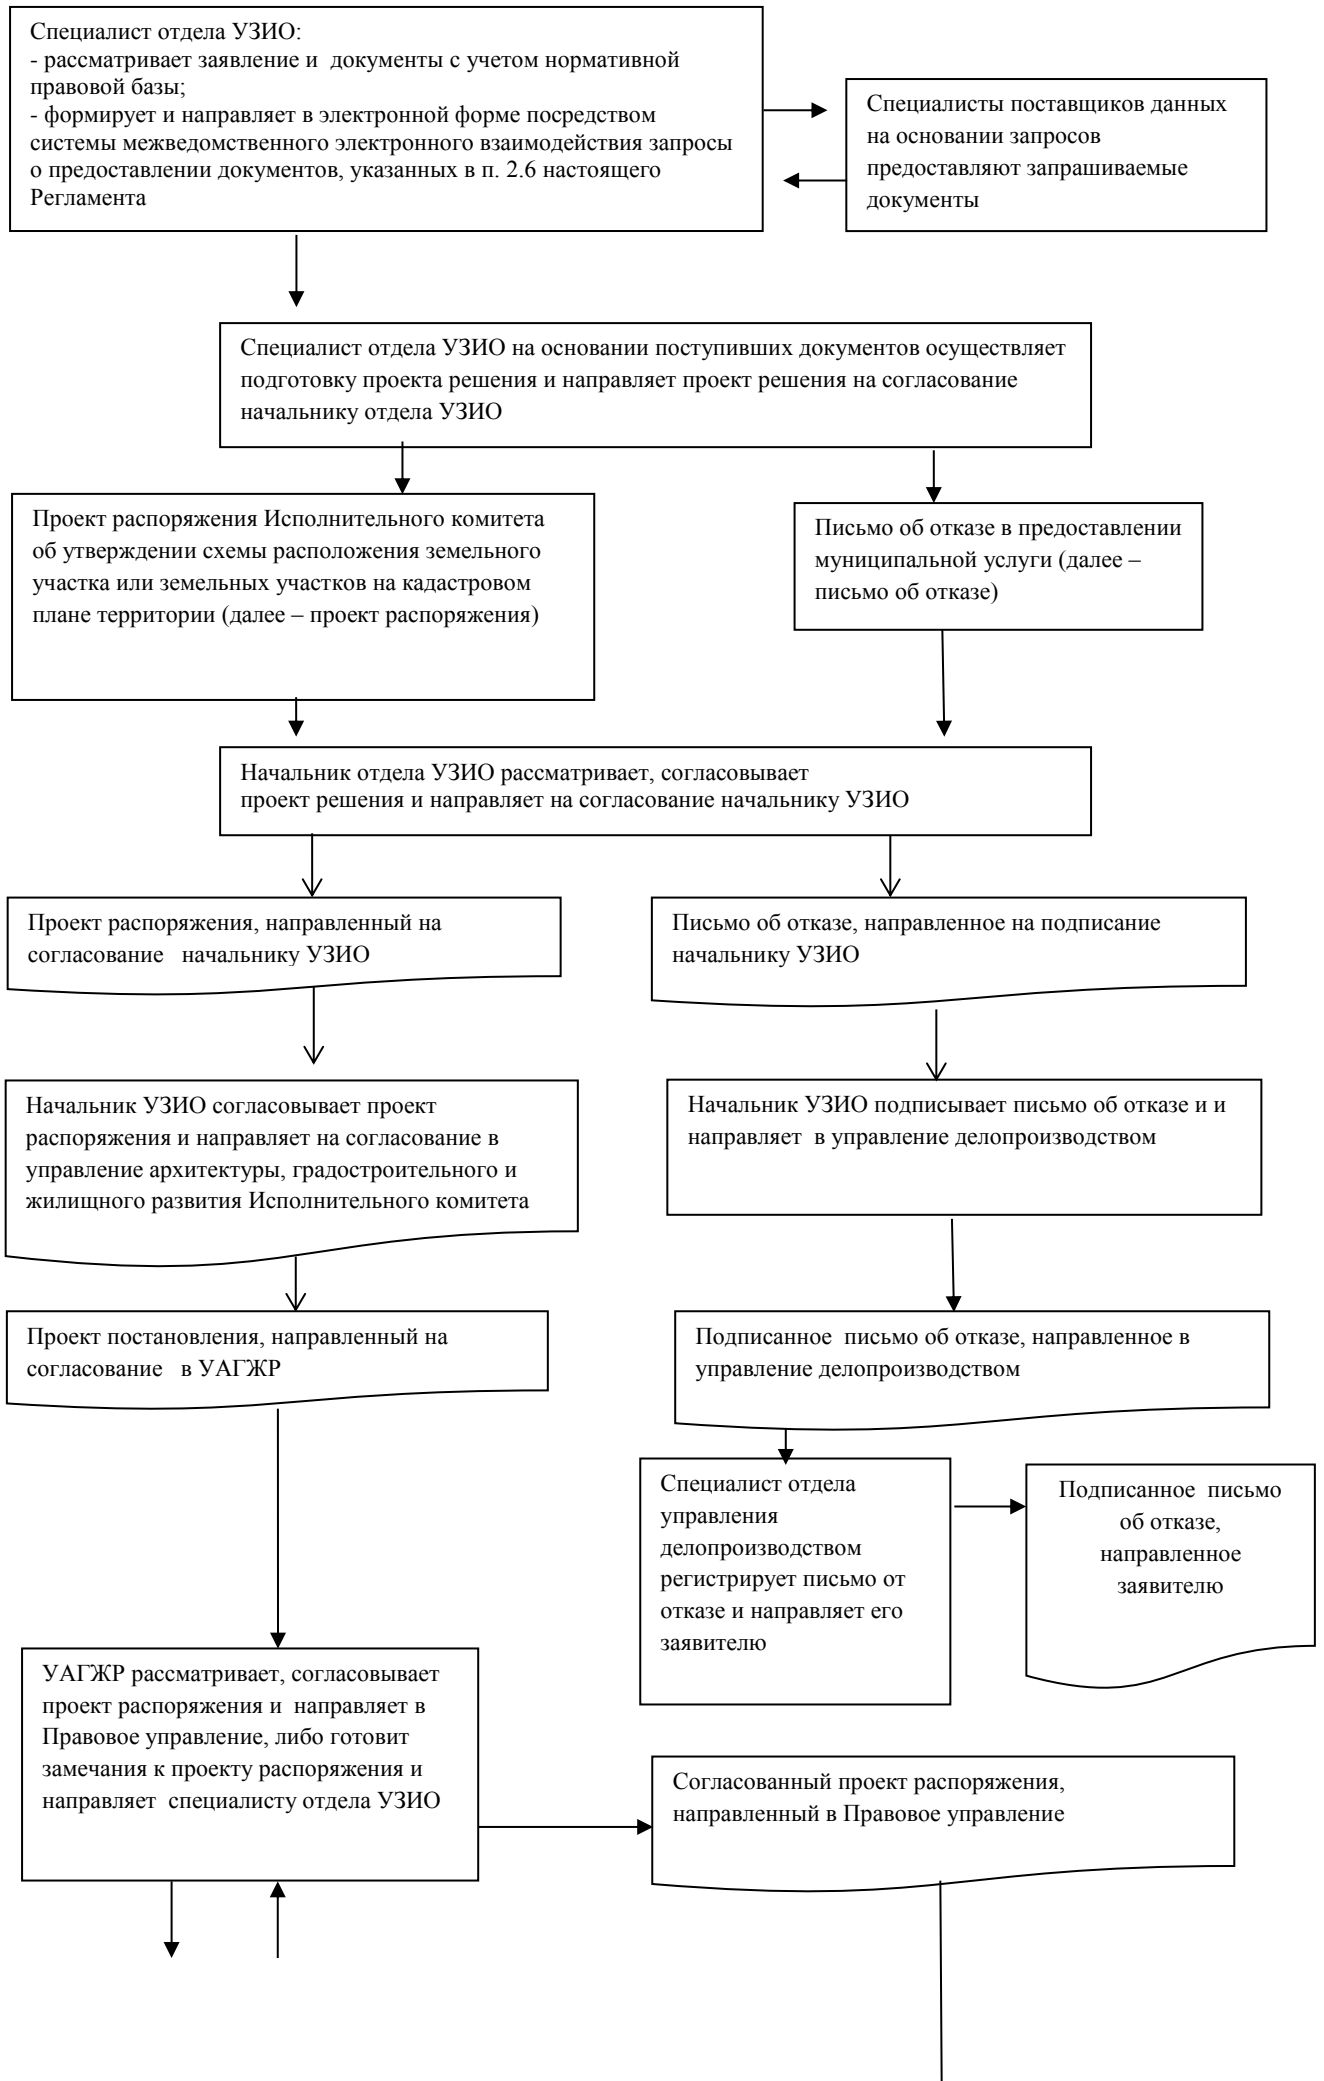 Специалист отдела УЗИО:
- рассматривает заявление и документы с учетом нормативной
правовой базы;
- формирует и направляет в электронной форме посредством
системы межведомственного электронного взаимодействия запросы
о предоставлении документов, указанных в п. 2.6 настоящего
Регламента
Специалисты поставщиков данных
на основании запросов
предоставляют запрашиваемые
документы
Специалист отдела УЗИО на основании поступивших документов осуществляет
подготовку проекта решения и направляет проект решения на согласование
начальнику отдела УЗИО
Проект распоряжения Исполнительного комитета
об утверждении схемы расположения земельного
участка или земельных участков на кадастровом
плане территории (далее – проект распоряжения)
Письмо об отказе в предоставлении
муниципальной услуги (далее –
письмо об отказе)
Начальник отдела УЗИО рассматривает, согласовывает
проект решения и направляет на согласование начальнику УЗИО
Проект распоряжения, направленный на
согласование начальнику УЗИО
Письмо об отказе, направленное на подписание
начальнику УЗИО
Начальник УЗИО согласовывает проект
распоряжения и направляет на согласование в
управление архитектуры, градостроительного и
жилищного развития Исполнительного комитета
Начальник УЗИО подписывает письмо об отказе и и
направляет в управление делопроизводством
Проект постановления, направленный на
согласование в УАГЖР
Подписанное письмо об отказе, направленное в
управление делопроизводством
Специалист отдела
управления
делопроизводством
регистрирует письмо от
отказе и направляет его
заявителю
Подписанное письмо
об отказе,
направленное
заявителю
УАГЖР рассматривает, согласовывает
проект распоряжения и направляет в
Правовое управление, либо готовит
замечания к проекту распоряжения и
направляет специалисту отдела УЗИО
Согласованный проект распоряжения,
направленный в Правовое управление